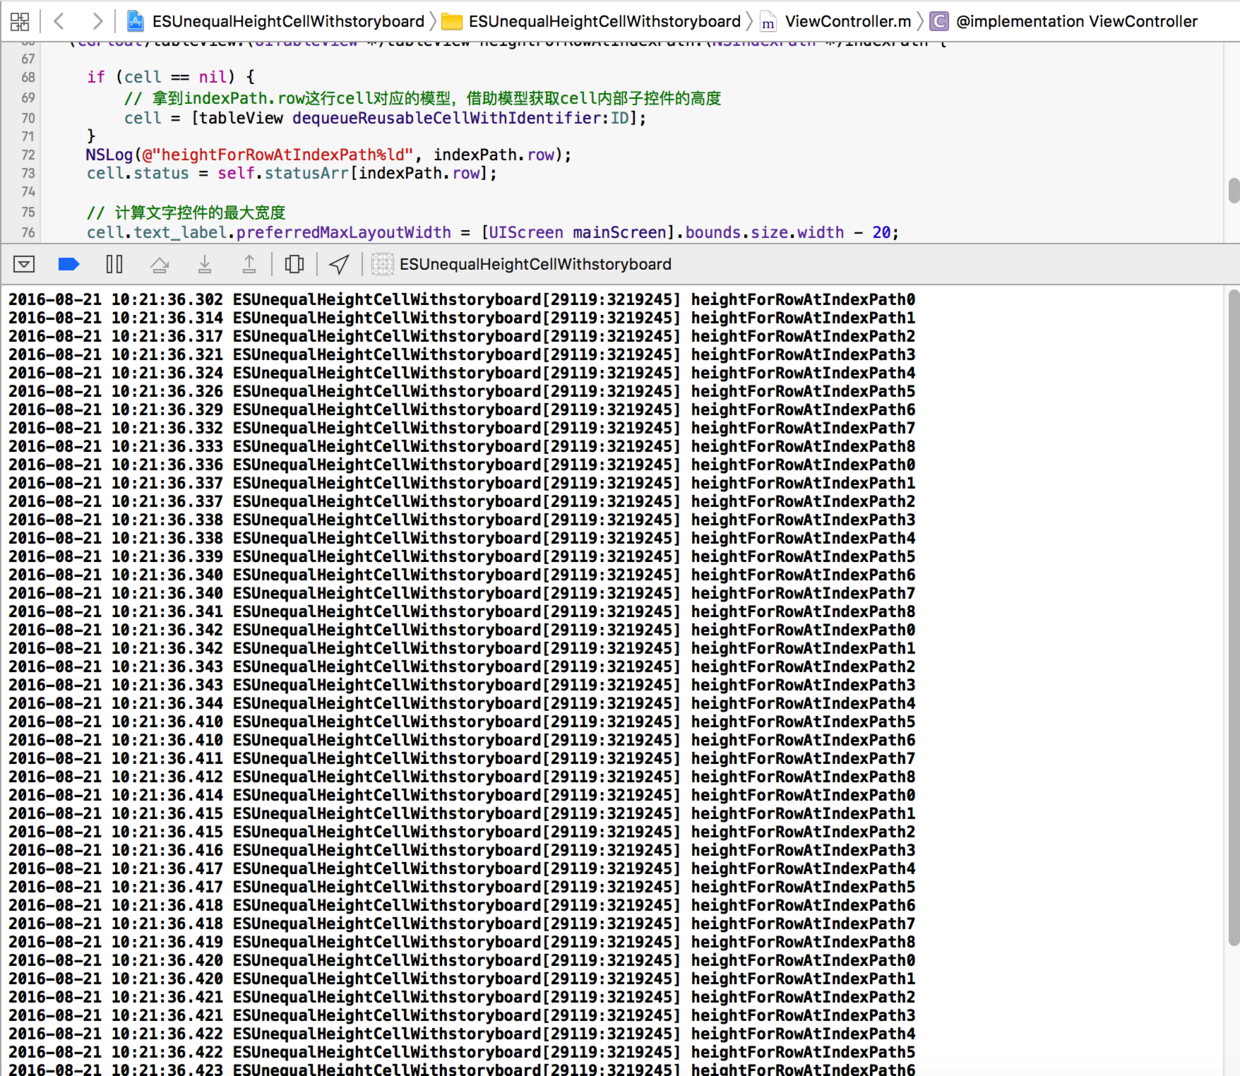 ESUnequalHeightCellWithstoryboard ESUnequalHeightCellWithstoryboard m ViewController.m C @implementation ViewController
67
68 if (cell == nil) {
69 // 拿到indexPath.row这行cell对应的模型，借助模型获取cell内部子控件的高度
70 cell = [tableView dequeueReusableCellWithIdentifier:ID];
71 }
72 NSLog(@"heightForRowAtIndexPath%ld", indexPath.row);
73 cell.status = self.statusArr[indexPath.row];
74
75 // 计算文字控件的最大宽度
76 cell.text_label.preferredMaxLayoutWidth = [UIScreen mainScreen].bounds.size.width - 20;
ESUnequalHeightCellWithstoryboard
2016-08-21 10:21:36.302 ESUnequalHeightCellWithstoryboard[29119:3219245] heightForRowAtIndexPath0
2016-08-21 10:21:36.314 ESUnequalHeightCellWithstoryboard[29119:3219245] heightForRowAtIndexPath1
2016-08-21 10:21:36.317 ESUnequalHeightCellWithstoryboard[29119:3219245] heightForRowAtIndexPath2
2016-08-21 10:21:36.321 ESUnequalHeightCellWithstoryboard[29119:3219245] heightForRowAtIndexPath3
2016-08-21 10:21:36.324 ESUnequalHeightCellWithstoryboard[29119:3219245] heightForRowAtIndexPath4
2016-08-21 10:21:36.326 ESUnequalHeightCellWithstoryboard[29119:3219245] heightForRowAtIndexPath5
2016-08-21 10:21:36.329 ESUnequalHeightCellWithstoryboard[29119:3219245] heightForRowAtIndexPath6
2016-08-21 10:21:36.332 ESUnequalHeightCellWithstoryboard[29119:3219245] heightForRowAtIndexPath7
2016-08-21 10:21:36.333 ESUnequalHeightCellWithstoryboard[29119:3219245] heightForRowAtIndexPath8
2016-08-21 10:21:36.336 ESUnequalHeightCellWithstoryboard[29119:3219245] heightForRowAtIndexPath0
2016-08-21 10:21:36.337 ESUnequalHeightCellWithstoryboard[29119:3219245] heightForRowAtIndexPath1
2016-08-21 10:21:36.337 ESUnequalHeightCellWithstoryboard[29119:3219245] heightForRowAtIndexPath2
2016-08-21 10:21:36.338 ESUnequalHeightCellWithstoryboard[29119:3219245] heightForRowAtIndexPath3
2016-08-21 10:21:36.338 ESUnequalHeightCellWithstoryboard[29119:3219245] heightForRowAtIndexPath4
2016-08-21 10:21:36.339 ESUnequalHeightCellWithstoryboard[29119:3219245] heightForRowAtIndexPath5
2016-08-21 10:21:36.340 ESUnequalHeightCellWithstoryboard[29119:3219245] heightForRowAtIndexPath6
2016-08-21 10:21:36.340 ESUnequalHeightCellWithstoryboard[29119:3219245] heightForRowAtIndexPath7
2016-08-21 10:21:36.341 ESUnequalHeightCellWithstoryboard[29119:3219245] heightForRowAtIndexPath8
2016-08-21 10:21:36.342 ESUnequalHeightCellWithstoryboard[29119:3219245] heightForRowAtIndexPath0
2016-08-21 10:21:36.342 ESUnequalHeightCellWithstoryboard[29119:3219245] heightForRowAtIndexPath1
2016-08-21 10:21:36.343 ESUnequalHeightCellWithstoryboard[29119:3219245] heightForRowAtIndexPath2
2016-08-21 10:21:36.343 ESUnequalHeightCellWithstoryboard[29119:3219245] heightForRowAtIndexPath3
2016-08-21 10:21:36.344 ESUnequalHeightCellWithstoryboard[29119:3219245] heightForRowAtIndexPath4
2016-08-21 10:21:36.410 ESUnequalHeightCellWithstoryboard[29119:3219245] heightForRowAtIndexPath5
2016-08-21 10:21:36.410 ESUnequalHeightCellWithstoryboard[29119:3219245] heightForRowAtIndexPath6
2016-08-21 10:21:36.411 ESUnequalHeightCellWithstoryboard[29119:3219245] heightForRowAtIndexPath7
2016-08-21 10:21:36.412 ESUnequalHeightCellWithstoryboard[29119:3219245] heightForRowAtIndexPath8
2016-08-21 10:21:36.414 ESUnequalHeightCellWithstoryboard[29119:3219245] heightForRowAtIndexPath0
2016-08-21 10:21:36.415 ESUnequalHeightCellWithstoryboard[29119:3219245] heightForRowAtIndexPath1
2016-08-21 10:21:36.415 ESUnequalHeightCellWithstoryboard[29119:3219245] heightForRowAtIndexPath2
2016-08-21 10:21:36.416 ESUnequalHeightCellWithstoryboard[29119:3219245] heightForRowAtIndexPath3
2016-08-21 10:21:36.417 ESUnequalHeightCellWithstoryboard[29119:3219245] heightForRowAtIndexPath4
2016-08-21 10:21:36.417 ESUnequalHeightCellWithstoryboard[29119:3219245] heightForRowAtIndexPath5
2016-08-21 10:21:36.418 ESUnequalHeightCellWithstoryboard[29119:3219245] heightForRowAtIndexPath6
2016-08-21 10:21:36.418 ESUnequalHeightCellWithstoryboard[29119:3219245] heightForRowAtIndexPath7
2016-08-21 10:21:36.419 ESUnequalHeightCellWithstoryboard[29119:3219245] heightForRowAtIndexPath8
2016-08-21 10:21:36.420 ESUnequalHeightCellWithstoryboard[29119:3219245] heightForRowAtIndexPath0
2016-08-21 10:21:36.420 ESUnequalHeightCellWithstoryboard[29119:3219245] heightForRowAtIndexPath1
2016-08-21 10:21:36.421 ESUnequalHeightCellWithstoryboard[29119:3219245] heightForRowAtIndexPath2
2016-08-21 10:21:36.421 ESUnequalHeightCellWithstoryboard[29119:3219245] heightForRowAtIndexPath3
2016-08-21 10:21:36.422 ESUnequalHeightCellWithstoryboard[29119:3219245] heightForRowAtIndexPath4
2016-08-21 10:21:36.422 ESUnequalHeightCellWithstoryboard[29119:3219245] heightForRowAtIndexPath5
2016-08-21 10:21:36.423 ESUnequalHeightCellWithstoryboard[29119:3219245] heightForRowAtIndexPath6